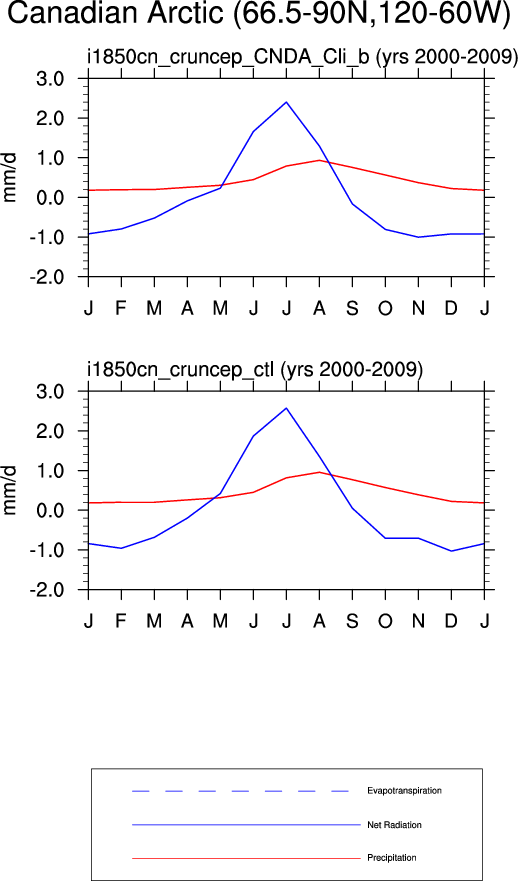 Canadian Arctic (66.5-90N,120-60W)
i1850cn_cruncep_CNDA_Cli_b (yrs 2000-2009)
3.0
2.0
1.0
0.0
-1.0
-2.0
mm/d
J F M A M J J A S O N D J
i1850cn_cruncep_ctl (yrs 2000-2009)
3.0
2.0
1.0
0.0
-1.0
-2.0
mm/d
J F M A M J J A S O N D J
Evapotranspiration
Net Radiation
Precipitation